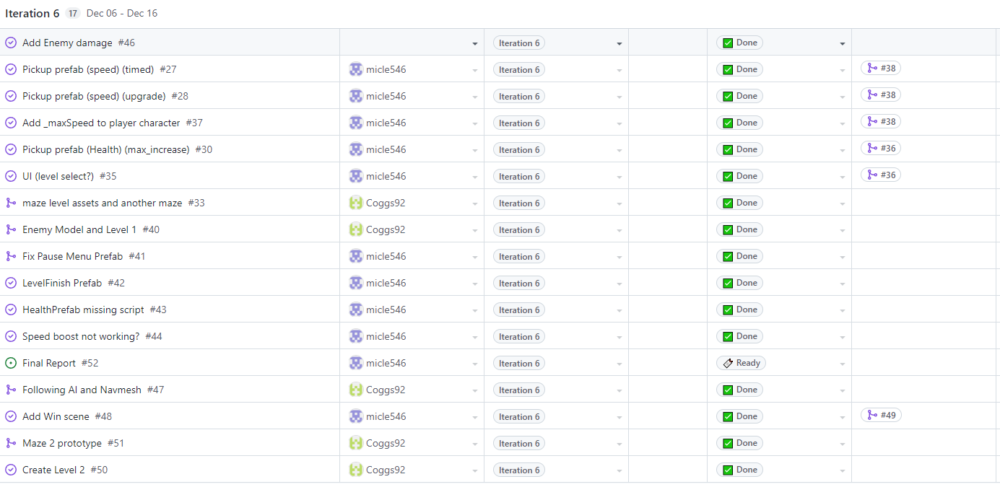 Iteration 6 17 Dec 06 - Dec 16
Add Enemy damage #46 Iteration 6 Done
Pickup prefab (speed) (timed) #27 micle546 Iteration 6 Done #38
Pickup prefab (speed) (upgrade) #28 micle546 Iteration 6 Done #38
Add _maxSpeed to player character #37 micle546 Iteration 6 Done #38
Pickup prefab (Health) (max_increase) #30 micle546 Iteration 6 Done #36
UI (level select?) #35 micle546 Iteration 6 Done #36
maze level assets and another maze #33 Coggs92 Iteration 6 Done
Enemy Model and Level 1 #40 Coggs92 Iteration 6 Done
Fix Pause Menu Prefab #41 micle546 Iteration 6 Done
LevelFinish Prefab #42 micle546 Iteration 6 Done
HealthPrefab missing script #43 micle546 Iteration 6 Done
Speed boost not working? #44 micle546 Iteration 6 Done
Final Report #52 micle546 Iteration 6 Ready
Following AI and Navmesh #47 Coggs92 Iteration 6 Done
Add Win scene #48 micle546 Iteration 6 Done #49
Maze 2 prototype #51 Coggs92 Iteration 6 Done
Create Level 2 #50 Coggs92 Iteration 6 Done